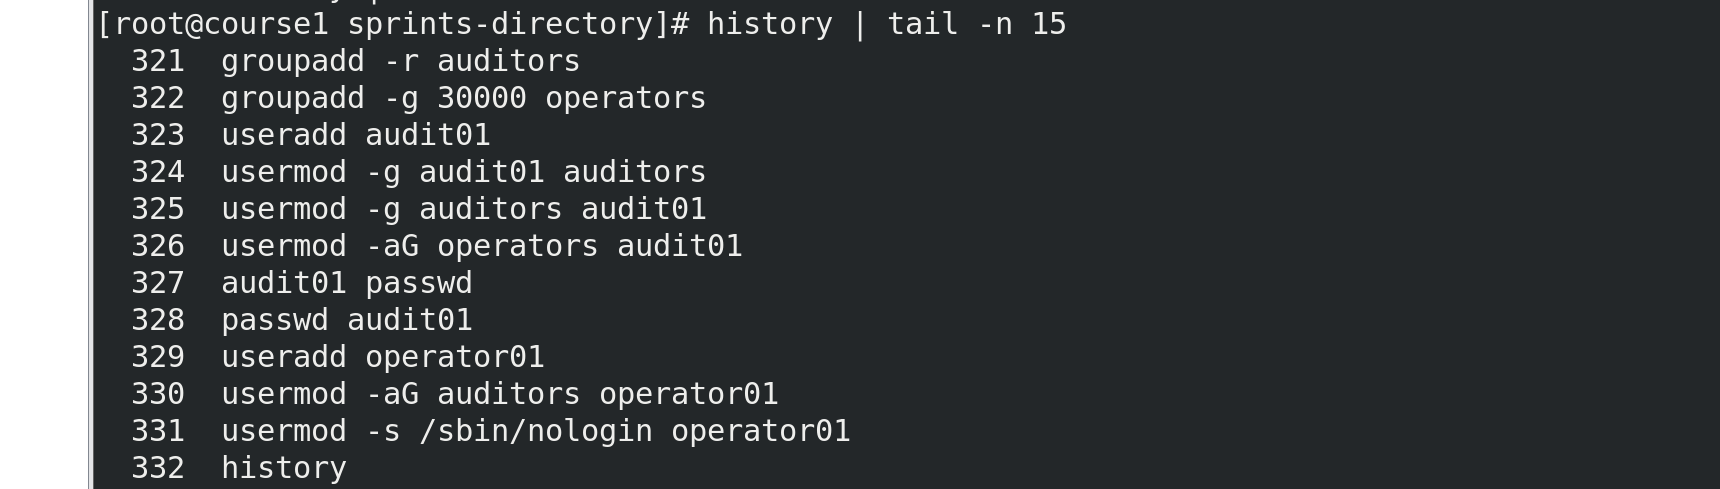 [root@course1 sprints-directory]# history | tail -n 15
321 groupadd -r auditors
322 groupadd -g 30000 operators
323 useradd audit01
324 usermod -g audit01 auditors
325 usermod -g auditors audit01
326 usermod -aG operators audit01
327 audit01 passwd
328 passwd audit01
329 useradd operator01
330 usermod -aG auditors operator01
331 usermod -s /sbin/nologin operator01
332 history